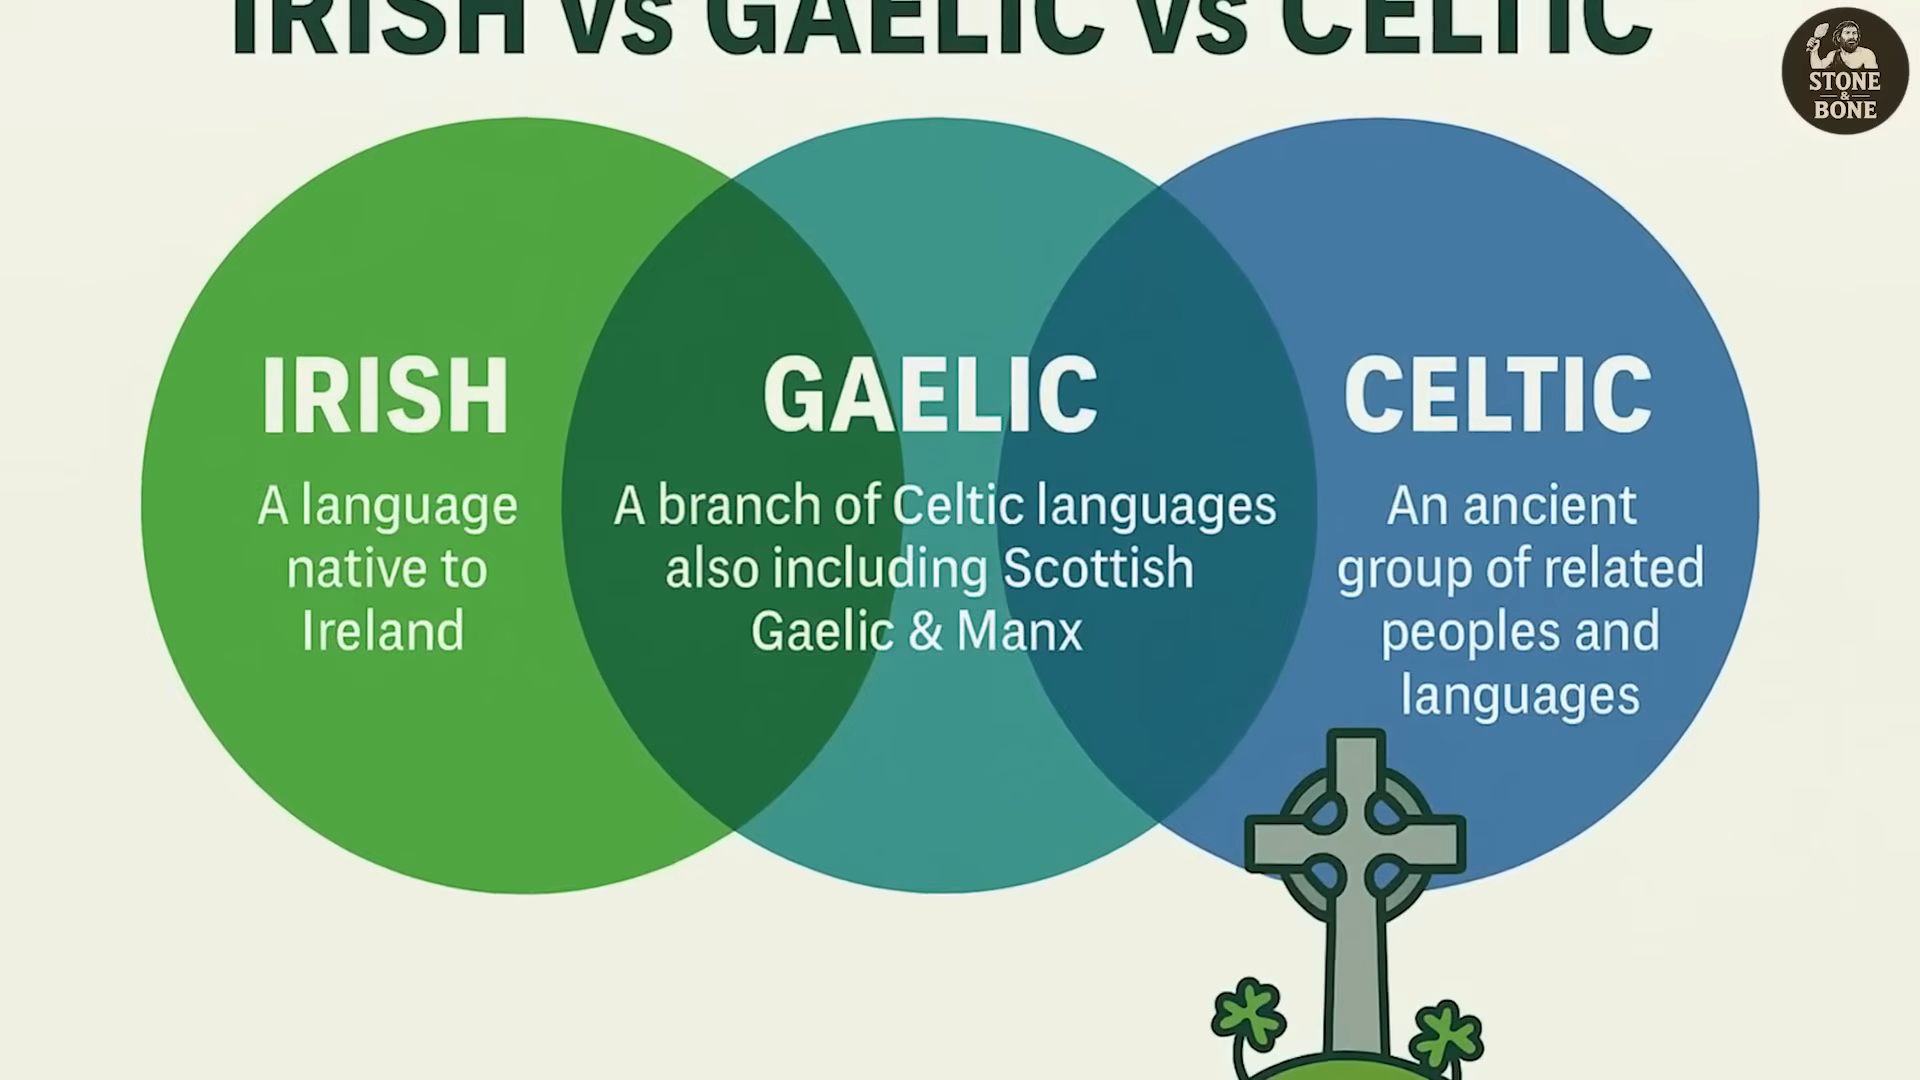 IRISH vs GAELIC vs CELTIC
STONE
&
BONE
IRISH
A language
native to
Ireland
GAELIC
A branch of Celtic languages
also including Scottish
Gaelic & Manx
CELTIC
An ancient
group of related
peoples and
languages